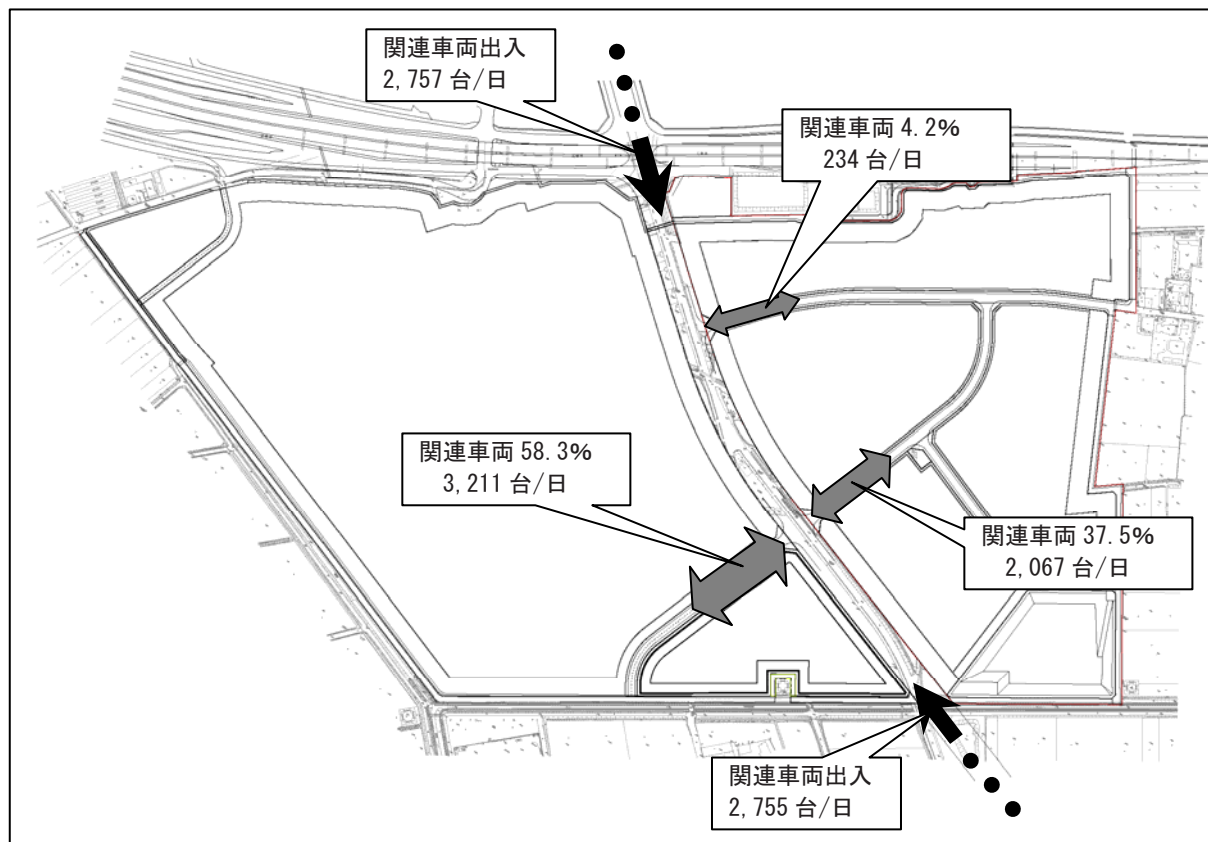 関連車両出入
2,757 台/日
関連車両 4.2%
234 台/日
関連車両 58.3%
3,211 台/日
関連車両 37.5%
2,067 台/日
関連車両出入
2,755 台/日